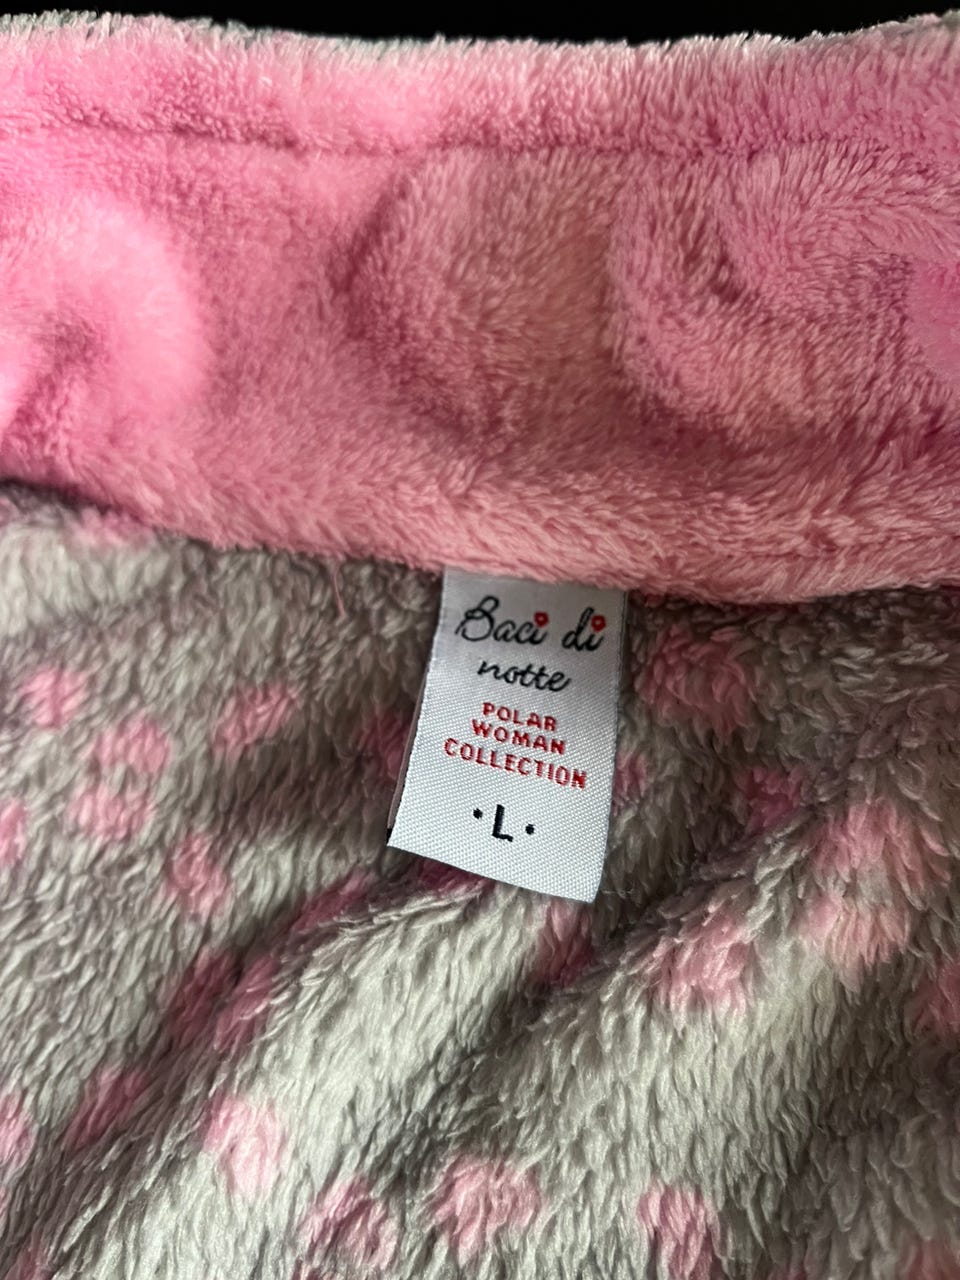 Baci di
notte
POLAR
WOMAN
COLLECTION
·L·